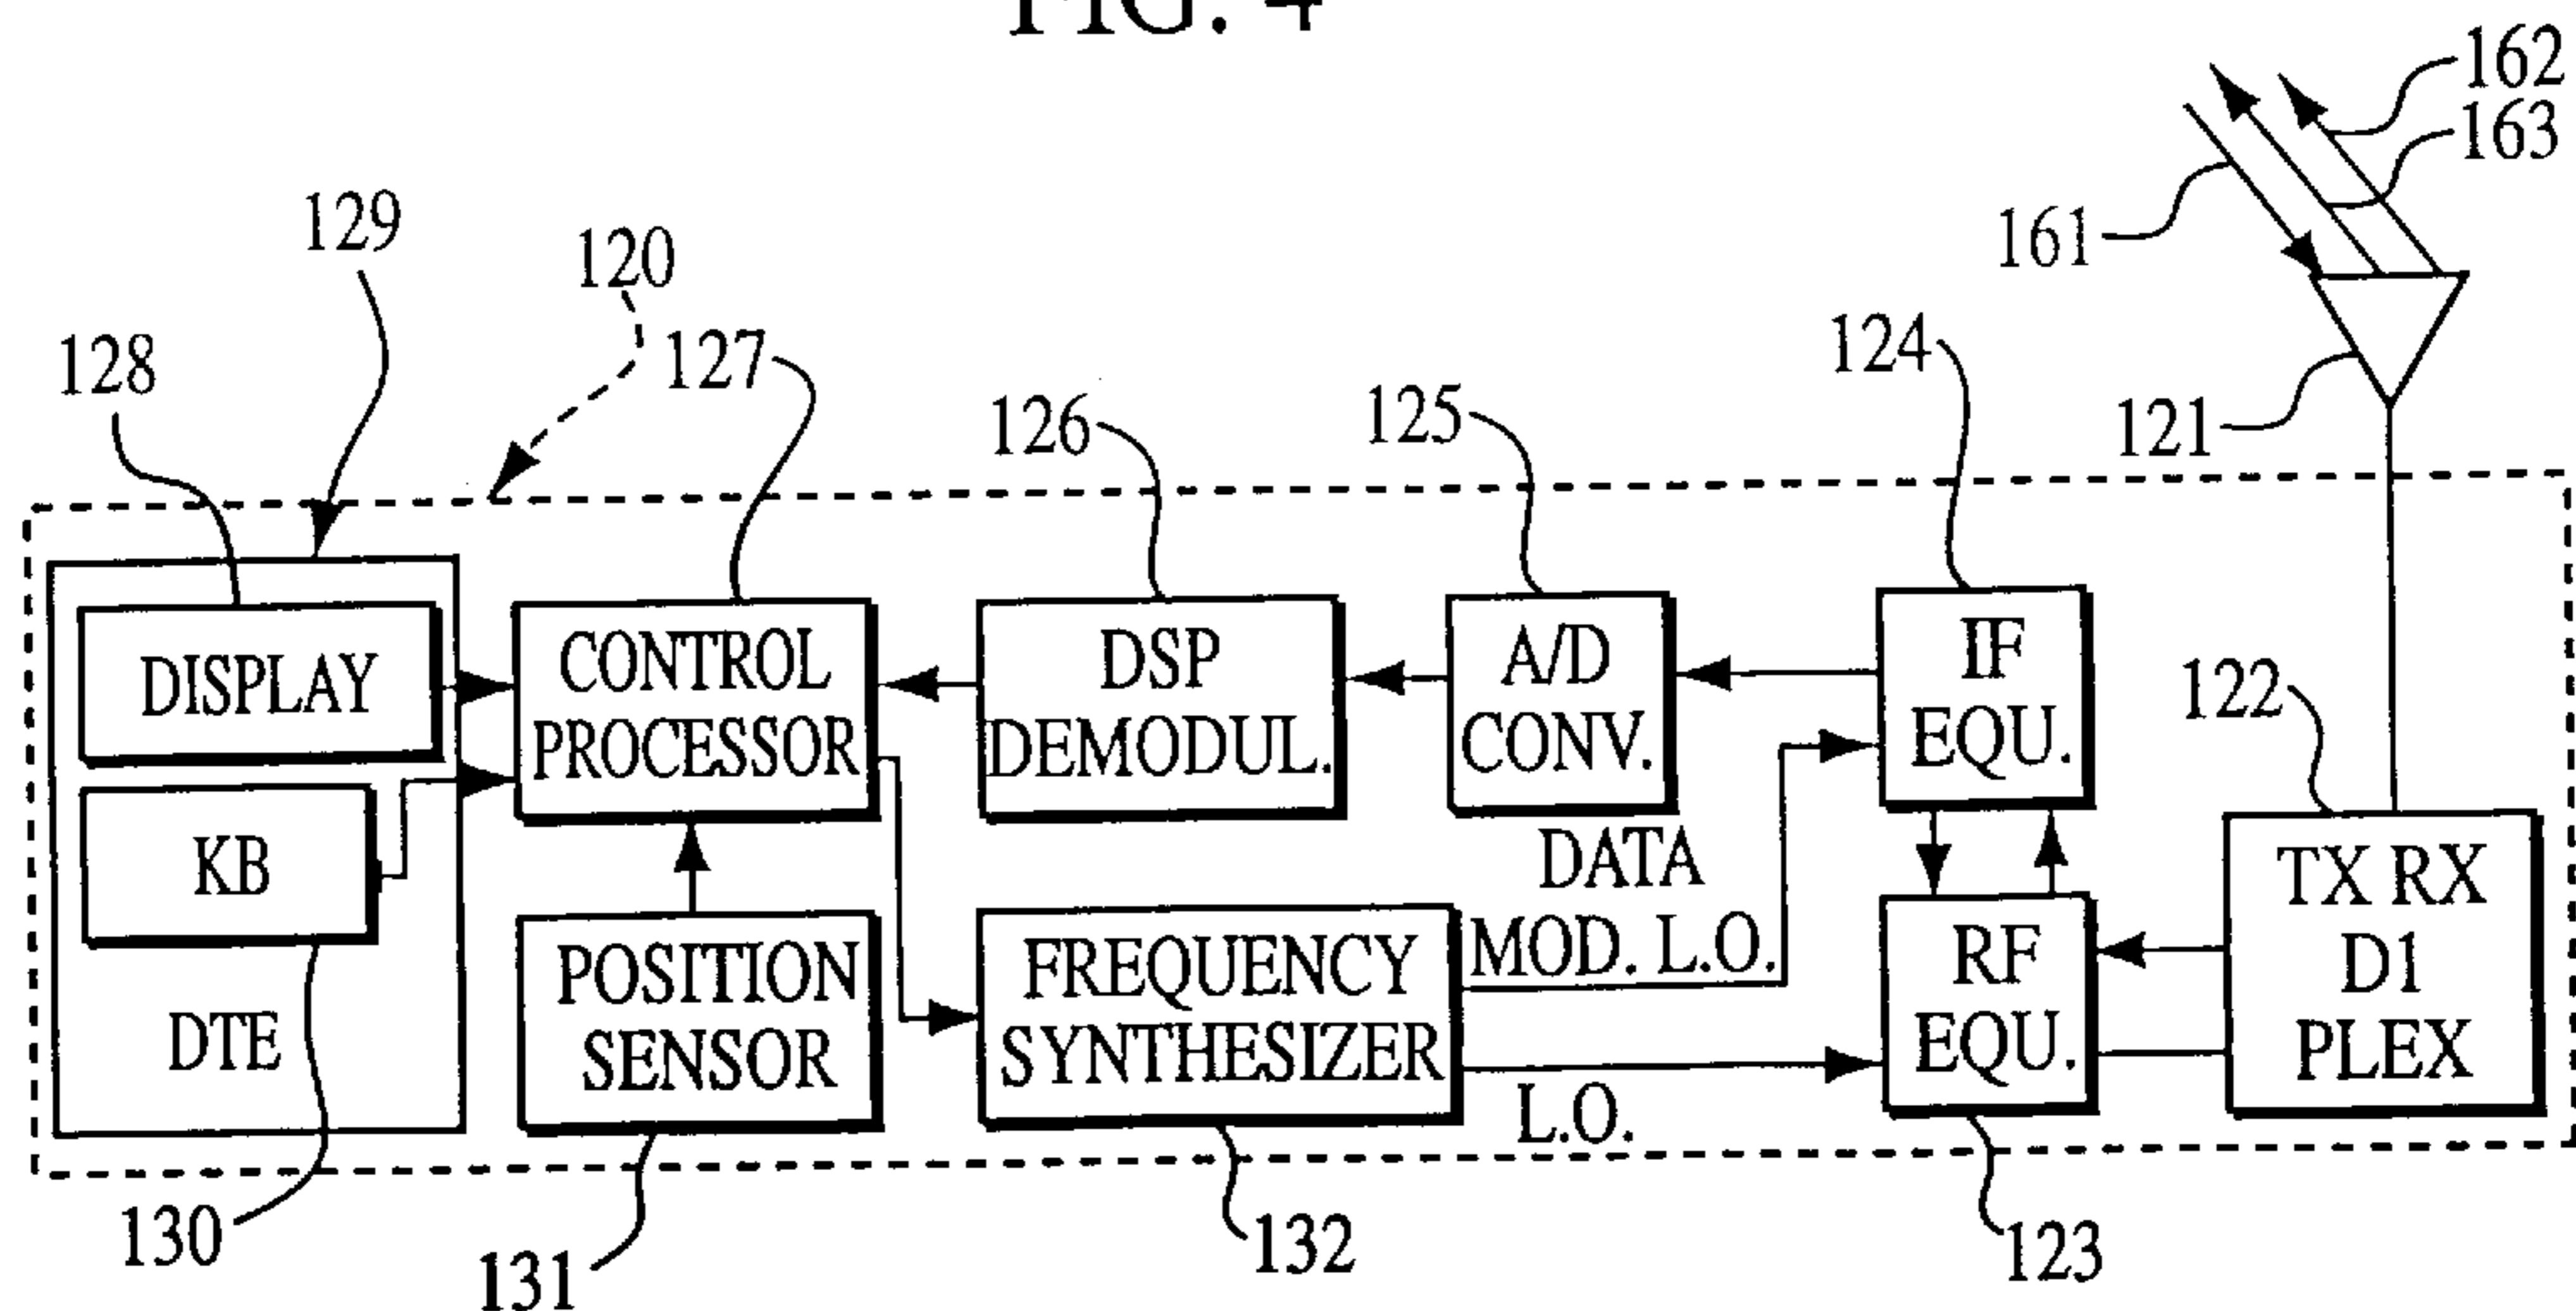 FIG. 4
162
163
161
129
120
128
127
124
126
125
121
122
DISPLAY
CONTROL
PROCESSOR
DSP
DEMODUL.
A/D
CONV.
IF
EQU.
KB
DTE
POSITION
SENSOR
FREQUENCY
SYNTHESIZER
DATA
MOD. L.O.
L.O.
RF
EQU.
TX RX
D1
PLEX
130
131
132
123